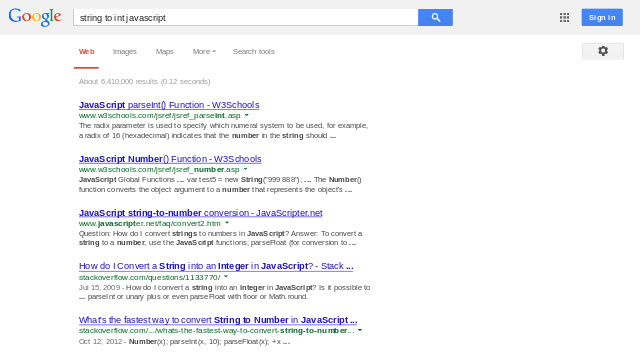 Google
string to int javascript
Sign in
Web Images Maps More Search tools
About 6,410,000 results (0.12 seconds)
JavaScript parseInt() Function - W3Schools
www.w3schools.com/jsref/jsref_parseint.asp
The radix parameter is used to specify which numeral system to be used, for example,
a radix of 16 (hexadecimal) indicates that the number in the string should ...
JavaScript Number() Function - W3Schools
www.w3schools.com/jsref/jsref_number.asp
JavaScript Global Functions .... var test5 = new String("999 888"); .... The Number()
function converts the object argument to a number that represents the object's ....
JavaScript string-to-number conversion - JavaScripter.net
www.javascripter.net/faq/convert2.htm
Question: How do I convert strings to numbers in JavaScript? Answer: To convert a
string to a number, use the JavaScript functions; parseFloat (for conversion to ....
How do I Convert a String into an Integer in JavaScript? - Stack ...
stackoverflow.com/questions/1133770/
Jul 15, 2009 - How do I convert a string into an integer in JavaScript? Is it possible to
... parseInt or unary plus or even parseFloat with floor or Math.round.
What's the fastest way to convert String to Number in JavaScript ...
stackoverflow.com/.../whats-the-fastest-way-to-convert-string-to-number...
Oct 12, 2012 - Number(x); parseInt(x, 10); parseFloat(x); +x ....